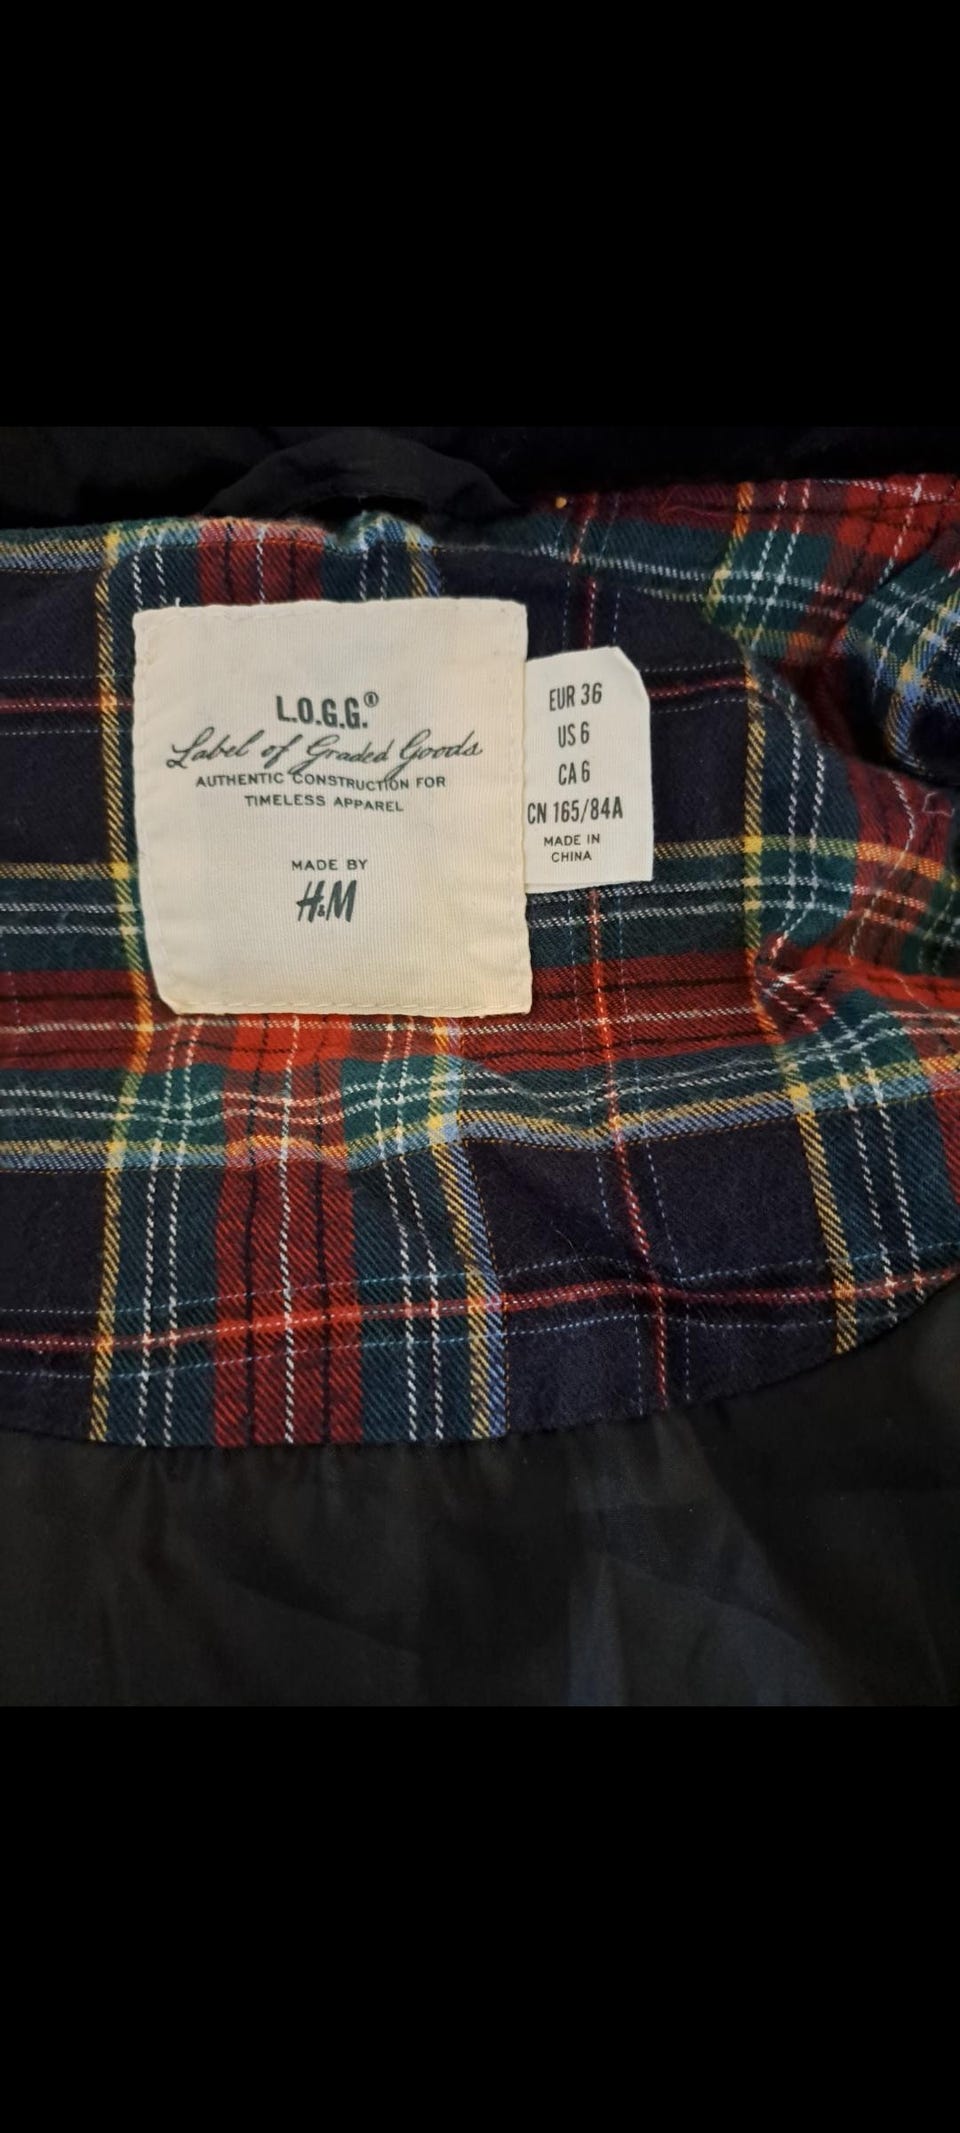 L.O.G.G.®
Label of Graded Goods
AUTHENTIC CONSTRUCTION FOR
TIMELESS APPAREL
MADE BY
H&M
EUR 36
US 6
CA 6
CN 165/84A
MADE IN
CHINA